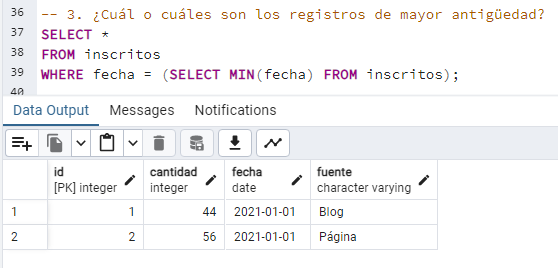 36 -- 3. ¿Cuál o cuáles son los registros de mayor antigüedad?
37 SELECT *
38 FROM inscritos
39 WHERE fecha = (SELECT MIN(fecha) FROM inscritos);
40
Data Output Messages Notifications
id cantidad fecha fuente
[PK] integer integer date character varying
1 1 44 2021-01-01 Blog
2 2 56 2021-01-01 Página